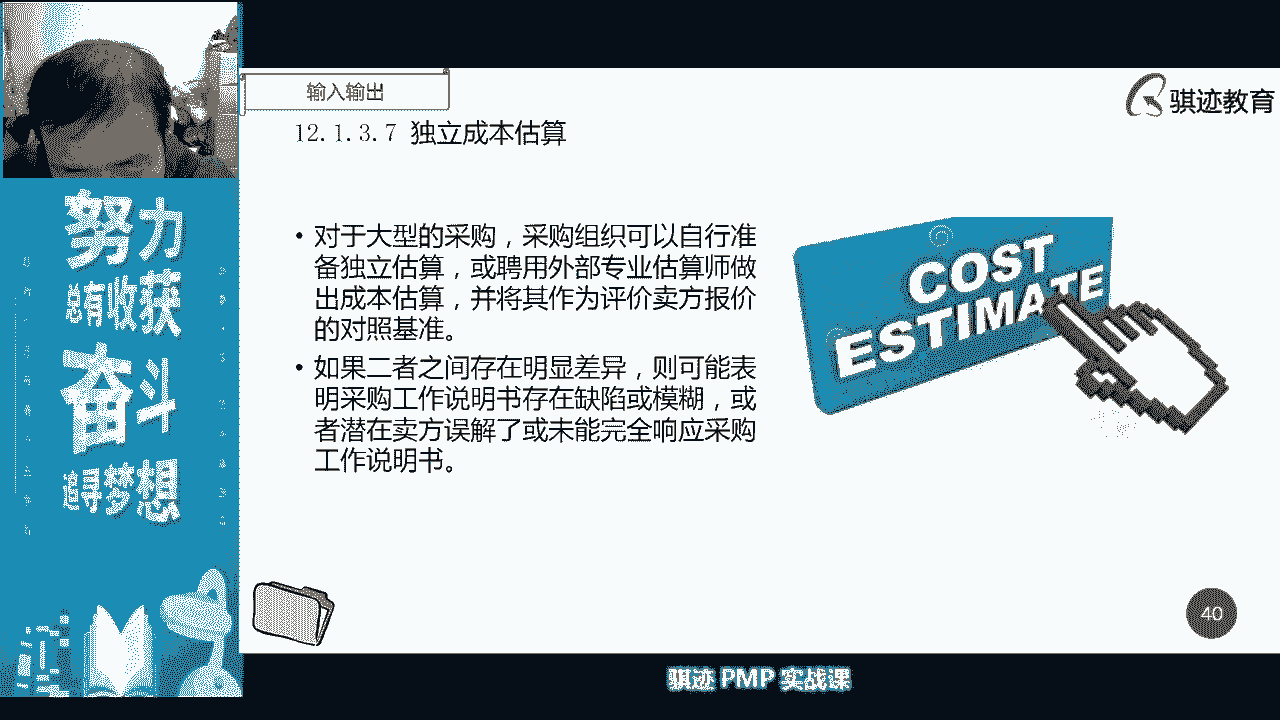 输入输出
骐迹教育
12.1.3.7 独立成本估算
• 对于大型的采购，采购组织可以自行准
备独立估算，或聘用外部专业估算师做
出成本估算，并将其作为评价卖方报价
的对照基准。
• 如果二者之间存在明显差异，则可能表
明采购工作说明书存在缺陷或模糊，或
者潜在卖方误解了或未能完全响应采购
工作说明书。
COST
ESTIMATE
努力
总有收获
奋斗
追寻梦想
40
骐迹 PMP 实战课